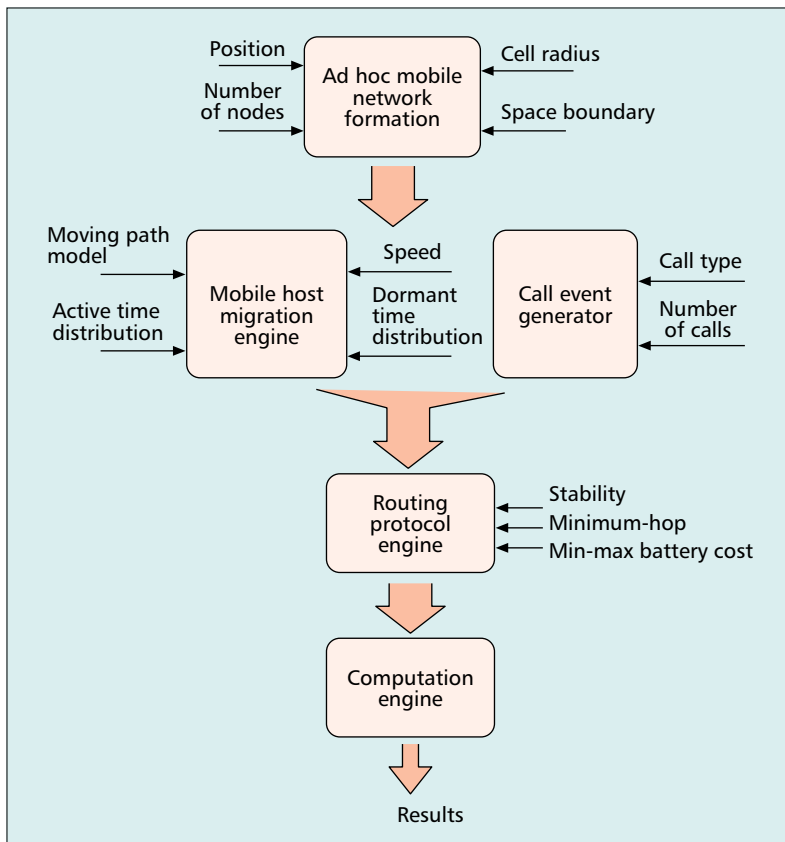 Position
Number
of nodes
Ad hoc mobile
network
formation
Cell radius
Space boundary
Moving path
model
Active time
distribution
Mobile host
migration
engine
Speed
Dormant
time
distribution
Call event
generator
Call type
Number
of calls
Routing
protocol
engine
Stability
Minimum-hop
Min-max battery cost
Computation
engine
Results